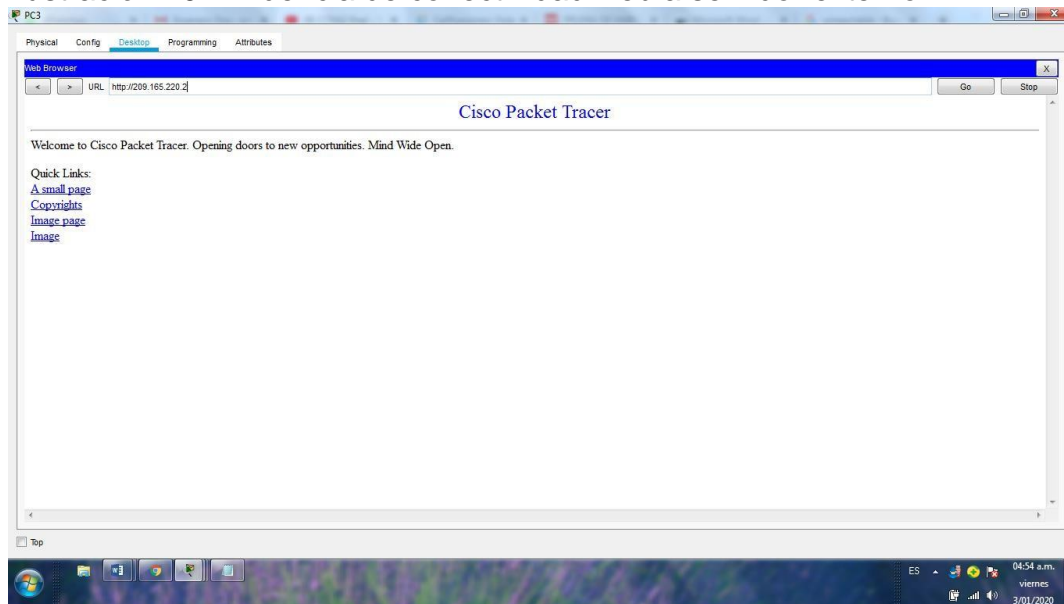 PC3
Physical Config Desktop Programming Attributes
Web Browser X
< > URL http://209.165.220.2 Go Stop
Cisco Packet Tracer
Welcome to Cisco Packet Tracer. Opening doors to new opportunities. Mind Wide Open.
Quick Links:
A small page
Copyrights
Image page
Image
Top
ES 04:54 a.m.
viernes
3/01/2020